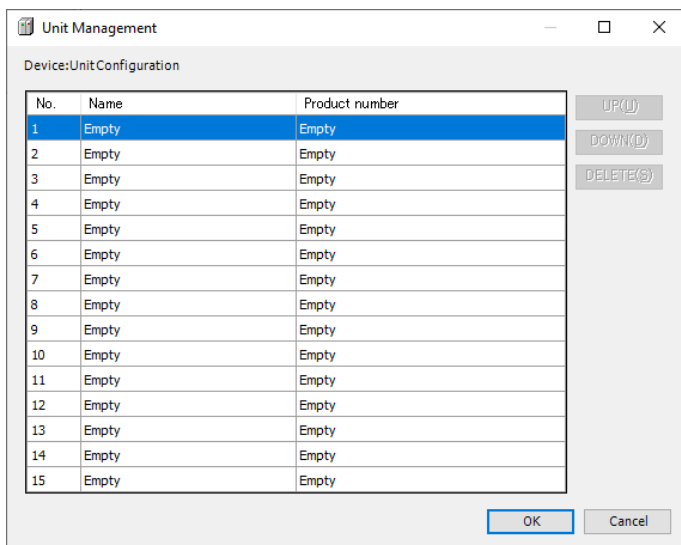 Unit Management
Device:UnitConfiguration
No. Name Product number
1 Empty Empty
2 Empty Empty
3 Empty Empty
4 Empty Empty
5 Empty Empty
6 Empty Empty
7 Empty Empty
8 Empty Empty
9 Empty Empty
10 Empty Empty
11 Empty Empty
12 Empty Empty
13 Empty Empty
14 Empty Empty
15 Empty Empty
UP(U)
DOWN(D)
DELETE(S)
OK Cancel